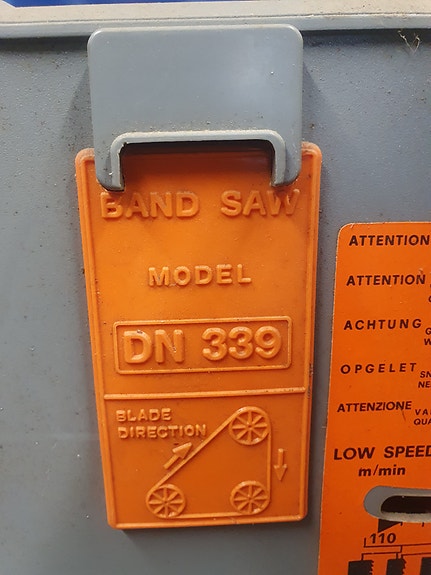 BAND SAW
MODEL
DN 339
BLADE
DIRECTION
ATTENTION
ATTENTION
ACHTUNG
OPGELET
ATTENZIONE
LOW SPEED
m/min
110